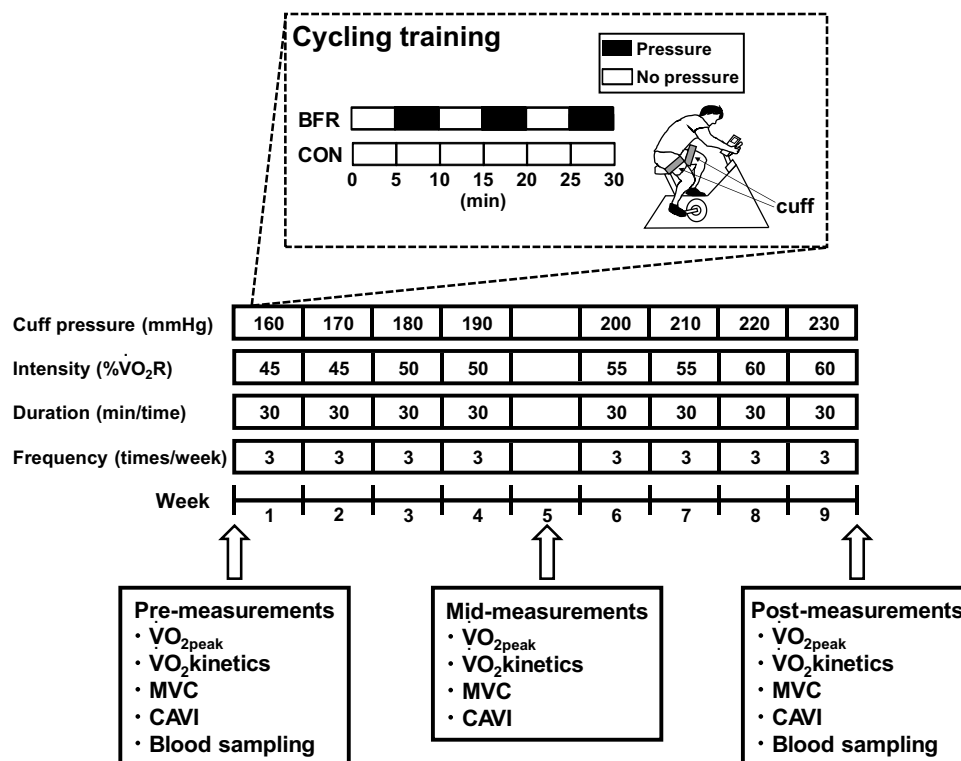 Cycling training
Pressure
No pressure
BFR
CON
0 5 10 15 20 25 30
(min)
cuff
Cuff pressure (mmHg) 160 170 180 190 200 210 220 230
Intensity (%V̇O₂R) 45 45 50 50 55 55 60 60
Duration (min/time) 30 30 30 30 30 30 30 30
Frequency (times/week) 3 3 3 3 3 3 3 3
Week 1 2 3 4 5 6 7 8 9
Pre-measurements
・V̇O2peak
・V̇O₂kinetics
・MVC
・CAVI
・Blood sampling
Mid-measurements
・V̇O2peak
・V̇O₂kinetics
・MVC
・CAVI
Post-measurements
・V̇O2peak
・V̇O₂kinetics
・MVC
・CAVI
・Blood sampling